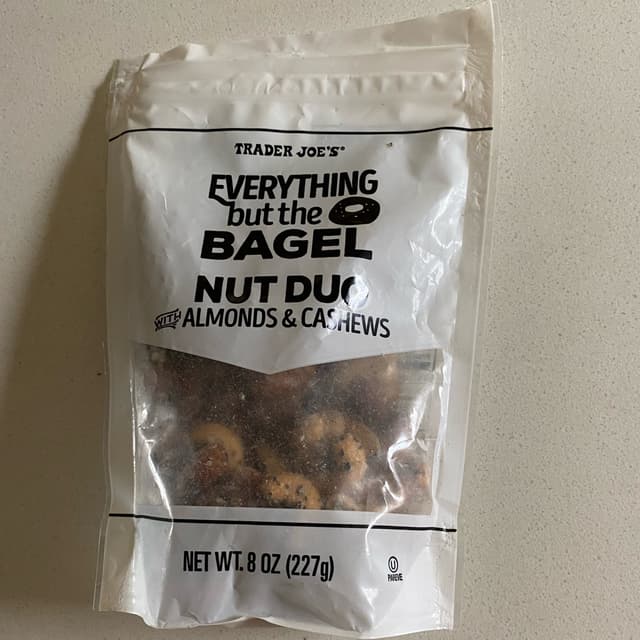 TRADER JOE'S®
EVERYTHING
but the
BAGEL
NUT DUO
WITH ALMONDS & CASHEWS
NET WT. 8 OZ (227g)
U
PAREVE